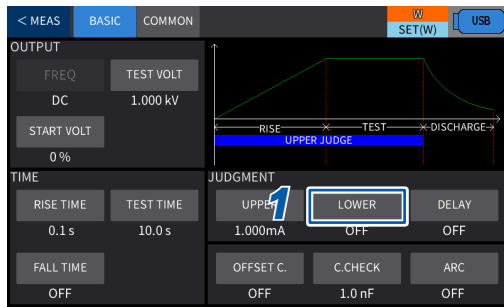 < MEAS BASIC COMMON W SET(W) USB
OUTPUT
FREQ TEST VOLT
DC 1.000 kV
START VOLT
0 %
RISE TEST DISCHARGE
UPPER JUDGE
TIME
RISE TIME TEST TIME
0.1 s 10.0 s
FALL TIME
OFF
JUDGMENT
UPPER LOWER DELAY
1.000mA OFF OFF
1
OFFSET C. C.CHECK ARC
OFF 1.0 nF OFF